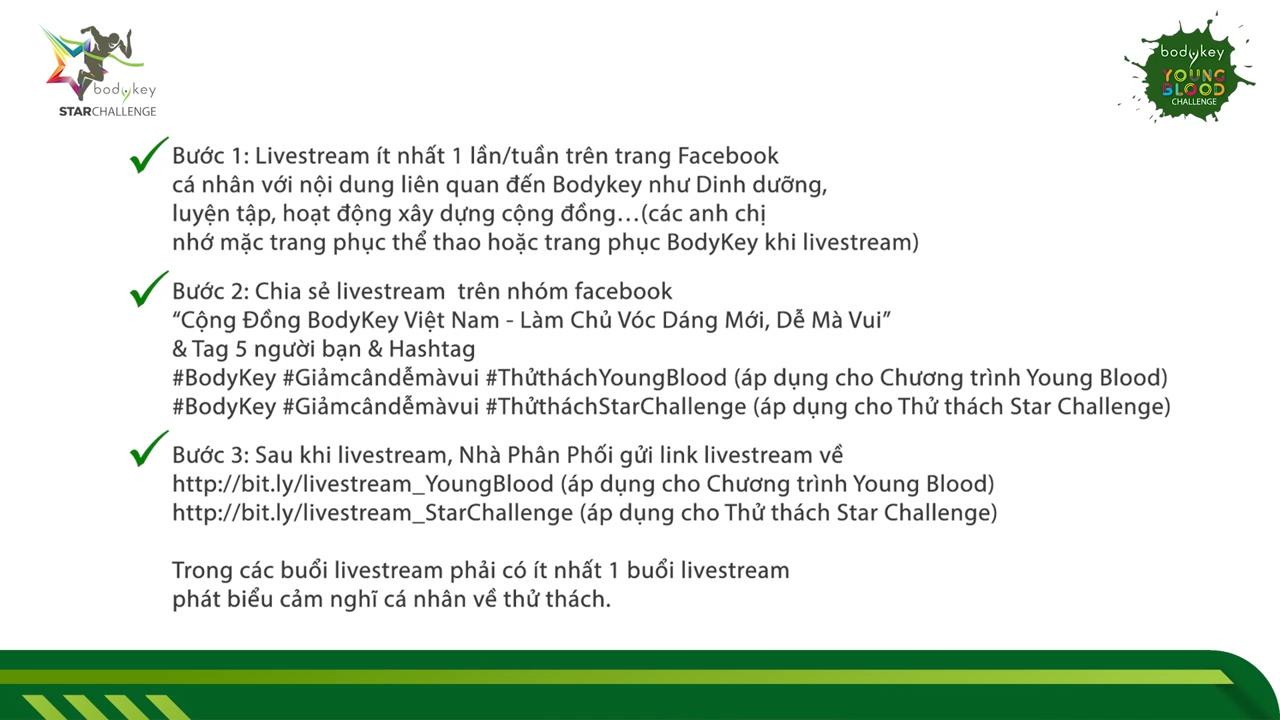 bodykey
STARCHALLENGE
bodykey
YOUNG
BLOOD
CHALLENGE
Bước 1: Livestream ít nhất 1 lần/tuần trên trang Facebook
cá nhân với nội dung liên quan đến Bodykey như Dinh dưỡng,
luyện tập, hoạt động xây dựng cộng đồng...(các anh chị
nhớ mặc trang phục thể thao hoặc trang phục BodyKey khi livestream)
Bước 2: Chia sẻ livestream trên nhóm facebook
“Cộng Đồng BodyKey Việt Nam - Làm Chủ Vóc Dáng Mới, Dễ Mà Vui”
& Tag 5 người bạn & Hashtag
#BodyKey #Giảmcândễmàvui #ThửtháchYoungBlood (áp dụng cho Chương trình Young Blood)
#BodyKey #Giảmcândễmàvui #ThửtháchStarChallenge (áp dụng cho Thử thách Star Challenge)
Bước 3: Sau khi livestream, Nhà Phân Phối gửi link livestream về
http://bit.ly/livestream_YoungBlood (áp dụng cho Chương trình Young Blood)
http://bit.ly/livestream_StarChallenge (áp dụng cho Thử thách Star Challenge)
Trong các buổi livestream phải có ít nhất 1 buổi livestream
phát biểu cảm nghĩ cá nhân về thử thách.